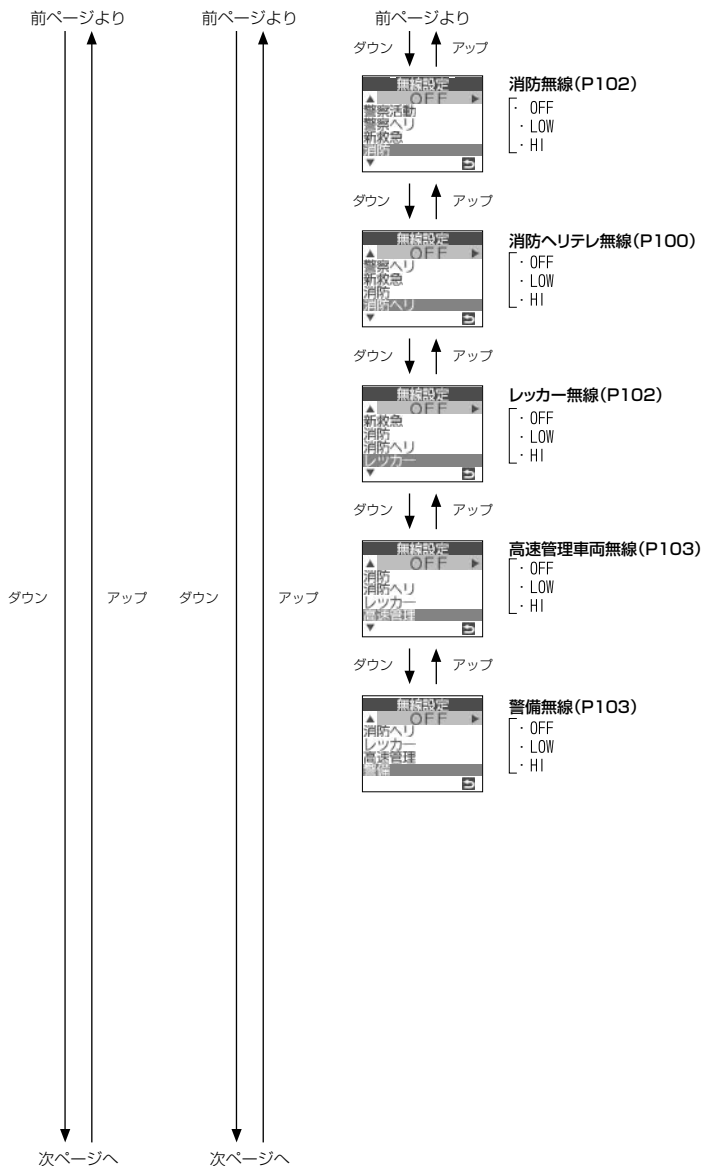 前ページより
前ページより
前ページより
ダウン アップ
無線設定
▲ OFF ▶
警察活動
警察ヘリ
新救急
消防
▼
消防無線(P102)
・ OFF
・ LOW
・ HI
ダウン アップ
無線設定
▲ OFF ▶
警察ヘリ
新救急
消防
消防ヘリ
▼
消防ヘリテレ無線(P100)
・ OFF
・ LOW
・ HI
ダウン アップ
無線設定
▲ OFF ▶
新救急
消防
消防ヘリ
レッカー
▼
レッカー無線(P102)
・ OFF
・ LOW
・ HI
ダウン アップ
無線設定
▲ OFF ▶
消防
消防ヘリ
レッカー
高速管理
▼
高速管理車両無線(P103)
・ OFF
・ LOW
・ HI
ダウン アップ
ダウン アップ
ダウン アップ
無線設定
▲ OFF ▶
消防ヘリ
レッカー
高速管理
警備
警備無線(P103)
・ OFF
・ LOW
・ HI
次ページへ
次ページへ